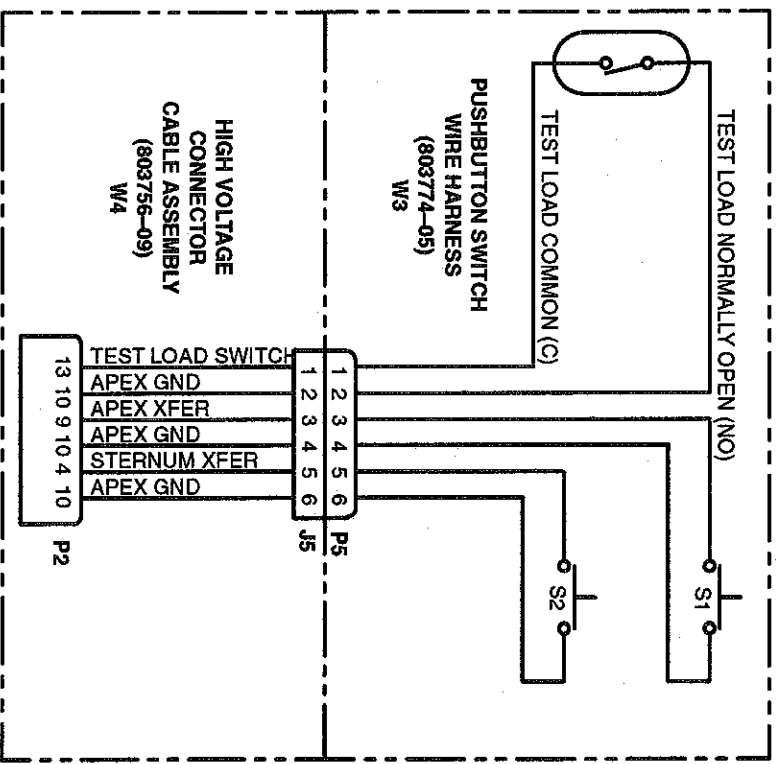 TEST LOAD NORMALLY OPEN (NO)
TEST LOAD COMMON (C)
PUSHBUTTON SWITCH
WIRE HARNESS
(803774–05)
W3
HIGH VOLTAGE
CONNECTOR
CABLE ASSEMBLY
(803756–09)
W4
S1
S2
P5
1 2 3 4 5 6
J5
1 2 3 4 5 6
TEST LOAD SWITCH
APEX GND
APEX XFER
APEX GND
STERNUM XFER
APEX GND
13 10 9 10 4 10
P2